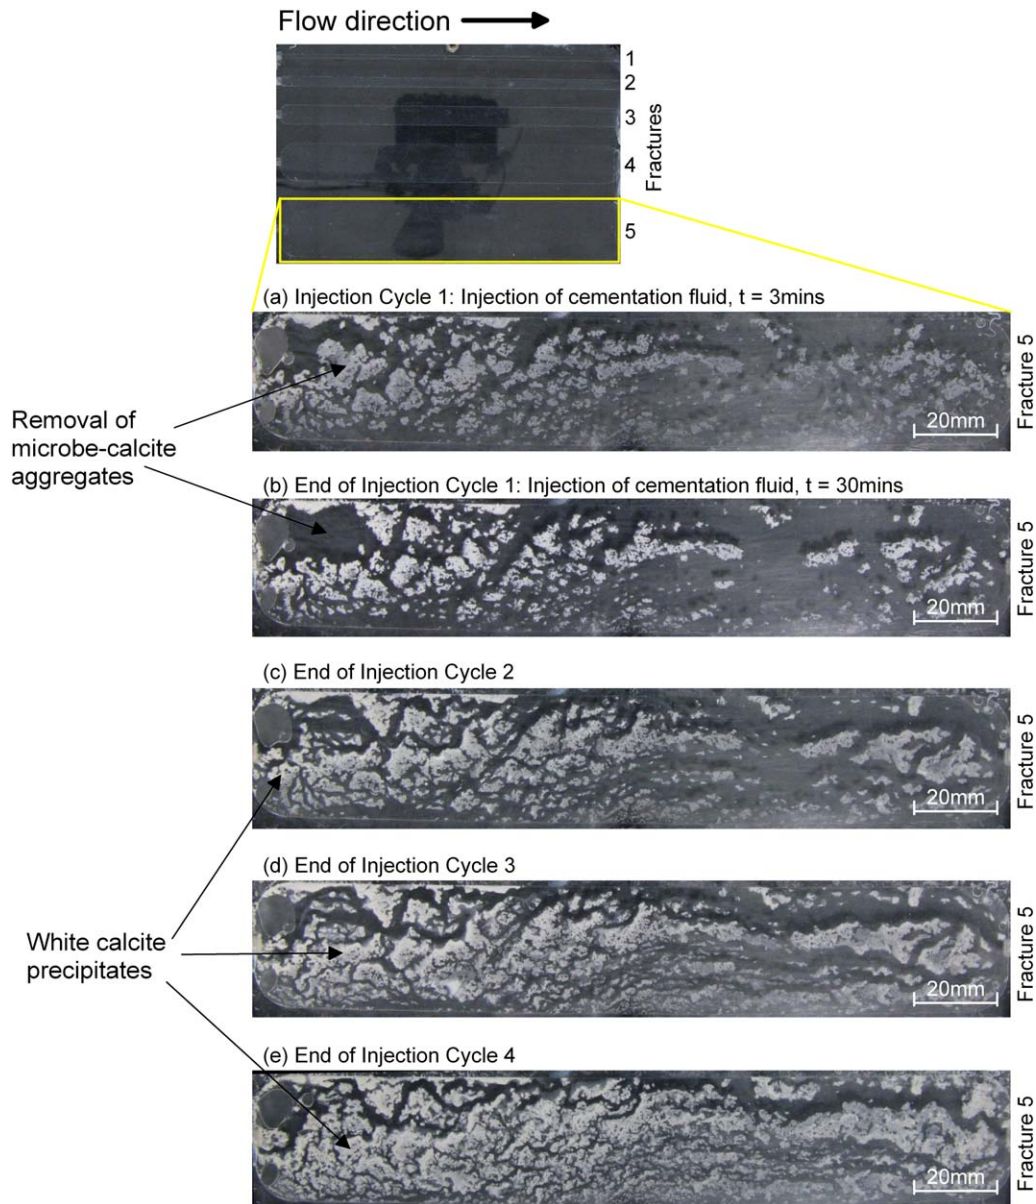 Flow direction
1
2
3
4
5
Fractures
(a) Injection Cycle 1: Injection of cementation fluid, t = 3mins
Removal of
microbe-calcite
aggregates
20mm
Fracture 5
(b) End of Injection Cycle 1: Injection of cementation fluid, t = 30mins
20mm
Fracture 5
(c) End of Injection Cycle 2
20mm
Fracture 5
(d) End of Injection Cycle 3
White calcite
precipitates
20mm
Fracture 5
(e) End of Injection Cycle 4
20mm
Fracture 5